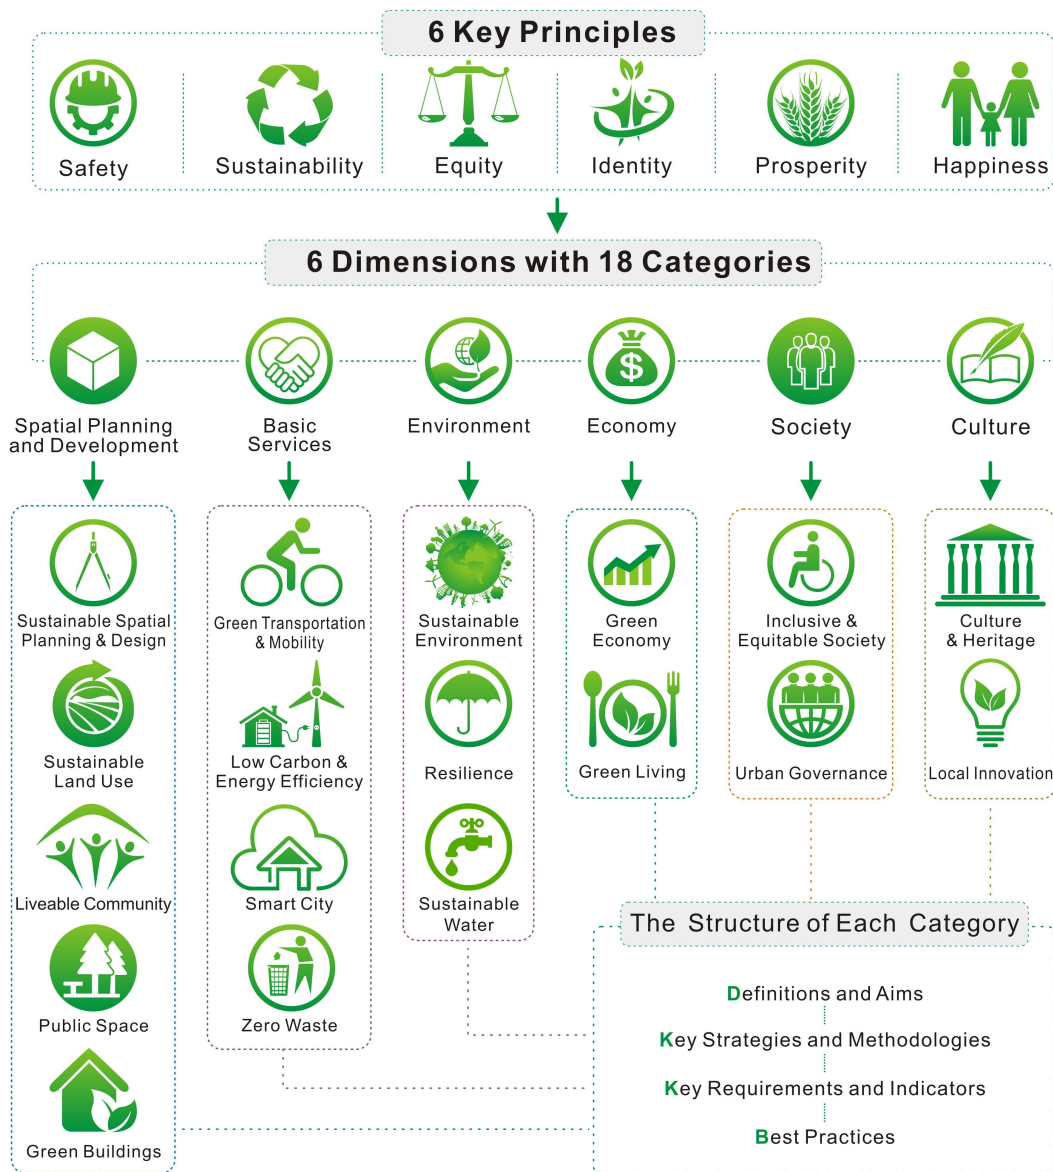 6 Key Principles
Safety
Sustainability
Equity
Identity
Prosperity
Happiness
6 Dimensions with 18 Categories
Spatial Planning
and Development
Basic
Services
Environment
Economy
Society
Culture
Sustainable Spatial
Planning & Design
Sustainable
Land Use
Liveable Community
Public Space
Green Buildings
Green Transportation
& Mobility
Low Carbon &
Energy Efficiency
Smart City
Zero Waste
Sustainable
Environment
Resilience
Sustainable
Water
$
Green
Economy
Green Living
Inclusive &
Equitable Society
Urban Governance
Culture
& Heritage
Local Innovation
The Structure of Each Category
Definitions and Aims
Key Strategies and Methodologies
Key Requirements and Indicators
Best Practices